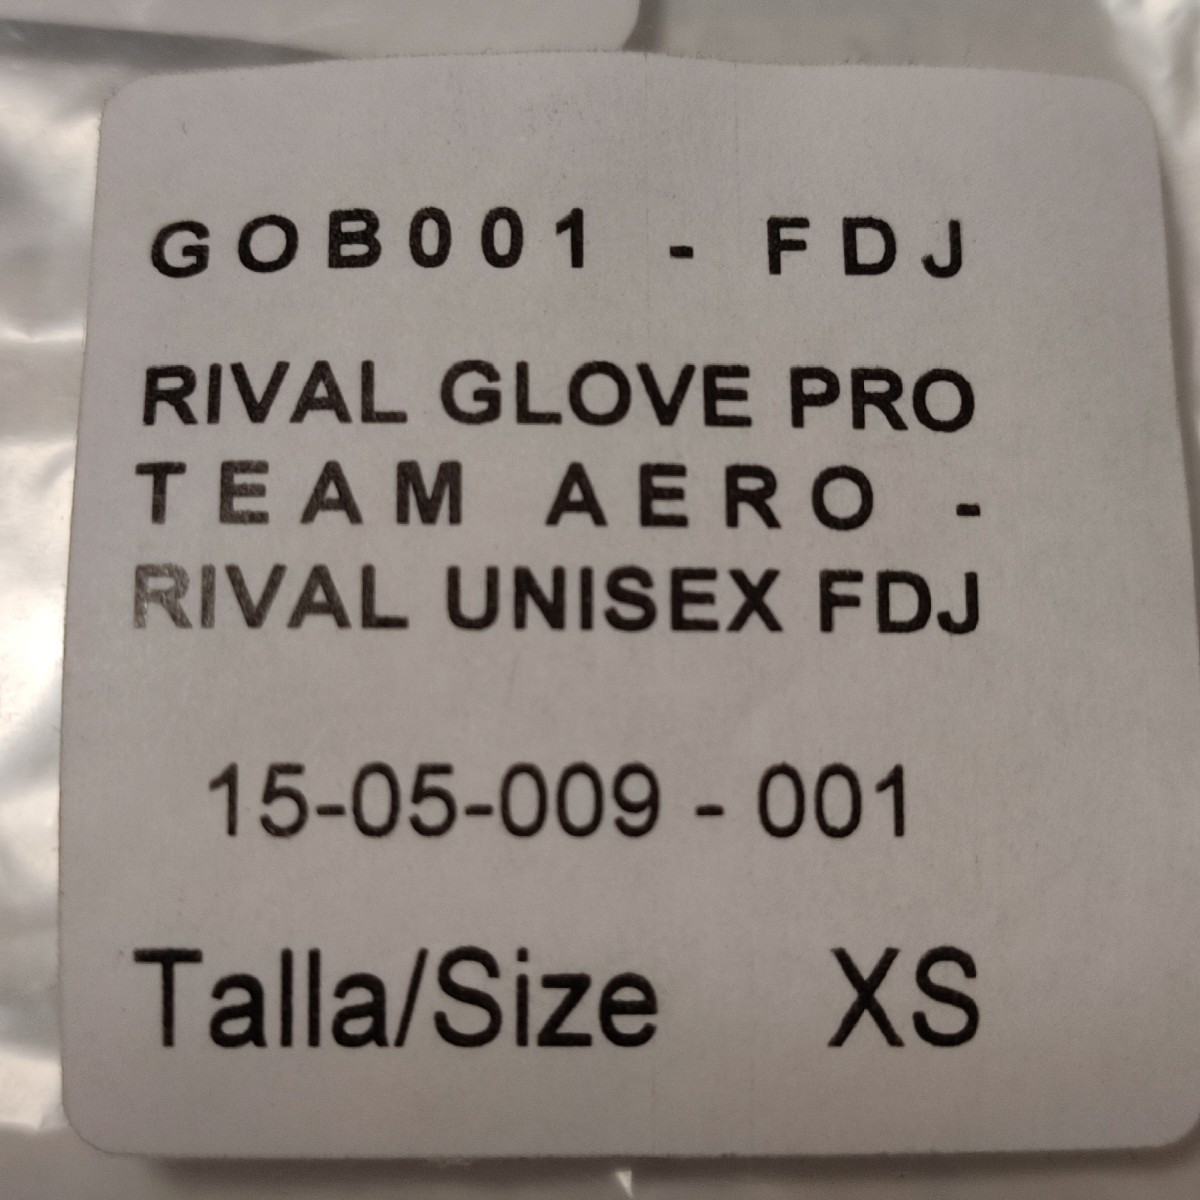 GOB001 - FDJ
RIVAL GLOVE PRO
TEAM AERO -
RIVAL UNISEX FDJ
15-05-009 - 001
Talla/Size XS